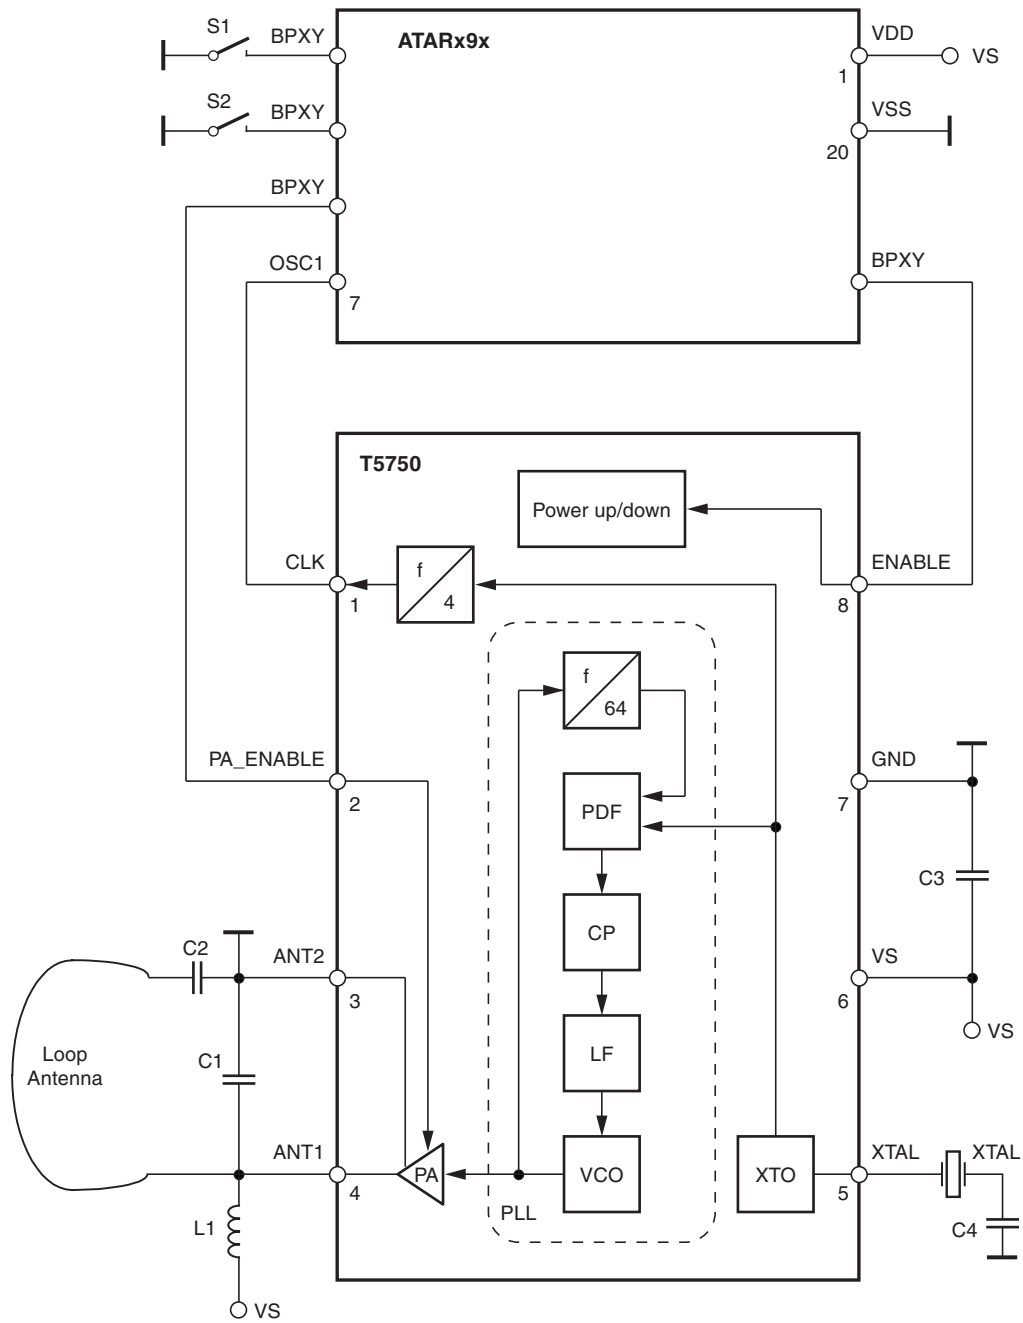 S1
BPXY
ATARx9x
VDD
1
VS
S2
BPXY
VSS
20
BPXY
OSC1
7
BPXY
T5750
Power up/down
CLK
1
f
4
ENABLE
8
f
64
PA_ENABLE
2
GND
7
PDF
C3
CP
C2
ANT2
3
VS
6
VS
Loop
Antenna
C1
LF
ANT1
4
PA
VCO
XTO
XTAL
5
XTAL
PLL
L1
C4
VS